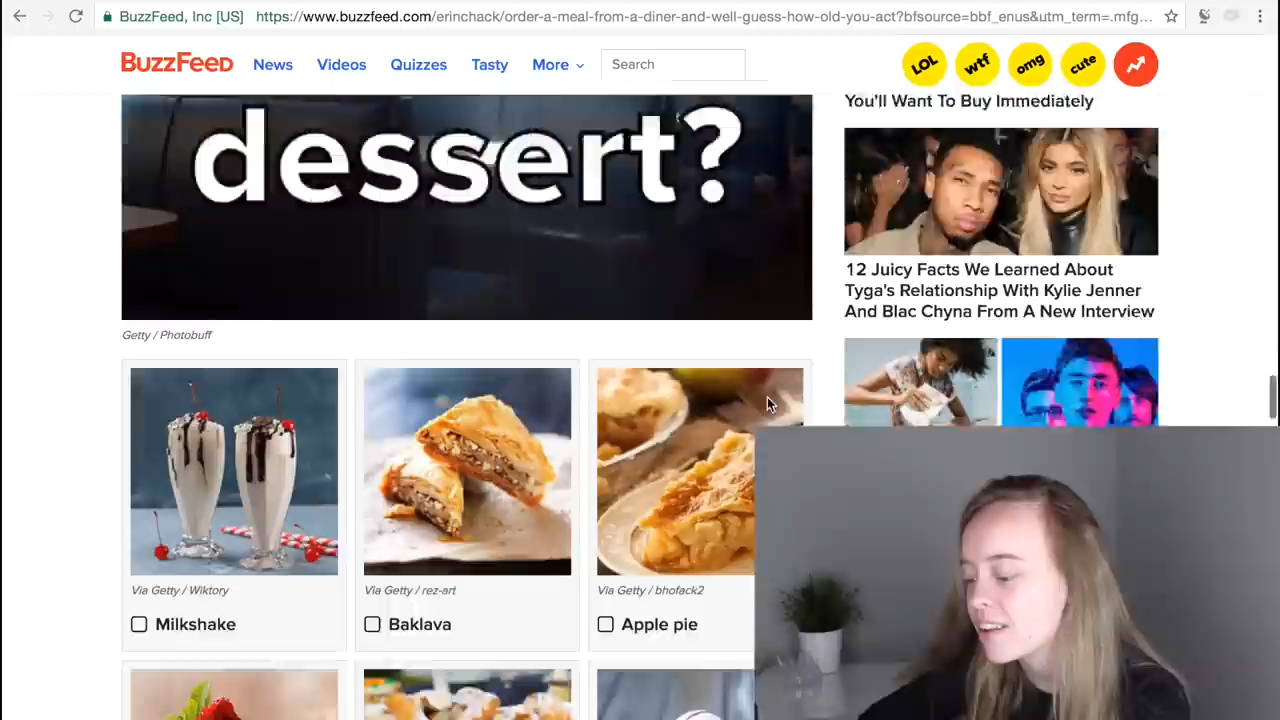 BuzzFeed, Inc [US]
https://www.buzzfeed.com/erinchack/order-a-meal-from-a-diner-and-well-guess-how-old-you-act?bfsource=bbf_enus&utm_term=.mfg...
BuzzFeed
News
Videos
Quizzes
Tasty
More
Search
LOL
wtf
omg
cute
dessert?
Getty / Photobuff
Via Getty / Wiktory
Milkshake
Via Getty / rez-art
Baklava
Via Getty / bhofack2
Apple pie
You'll Want To Buy Immediately
12 Juicy Facts We Learned About
Tyga's Relationship With Kylie Jenner
And Blac Chyna From A New Interview